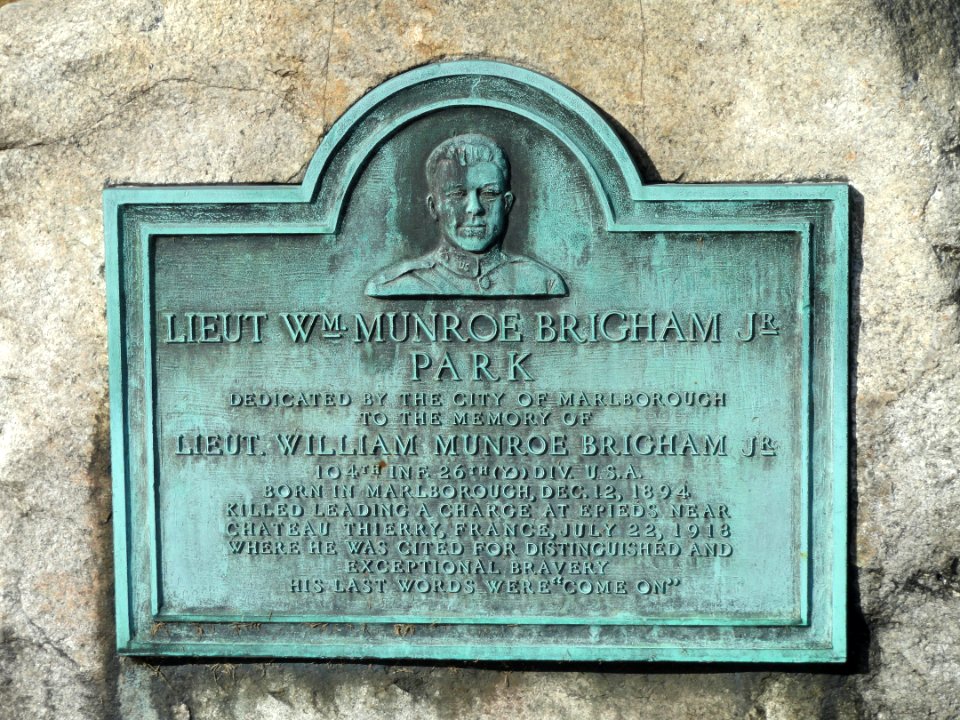 LIEUT WM. MUNROE BRIGHAM JR
PARK
DEDICATED BY THE CITY OF MARLBOROUGH
TO THE MEMORY OF
LIEUT. WILLIAM MUNROE BRIGHAM JR.
104TH INF. 26TH (YD) DIV. U.S.A.
BORN IN MARLBOROUGH, DEC. 12, 1894
KILLED LEADING A CHARGE AT EPIEDS NEAR
CHATEAU THIERRY, FRANCE, JULY 22, 1918
WHERE HE WAS CITED FOR DISTINGUISHED AND
EXCEPTIONAL BRAVERY
HIS LAST WORDS WERE "COME ON"